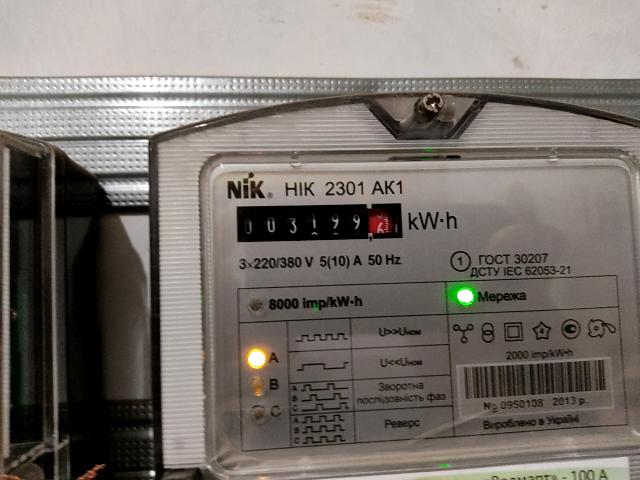 NiK® НІК 2301 АК1
003199 kW·h
3×220/380 V 5(10) A 50 Hz
1 ГОСТ 30207
ДСТУ IEC 62053-21
8000 imp/kW·h
Мережа
A
B
C
U>>Uном
U<<Uном
A
B
C
Зворотна
послідовність фаз
A
B
C
Реверс
2000 imp/kW·h
№ 0950108 2013 р.
Вироблено в Україні
- 100 А